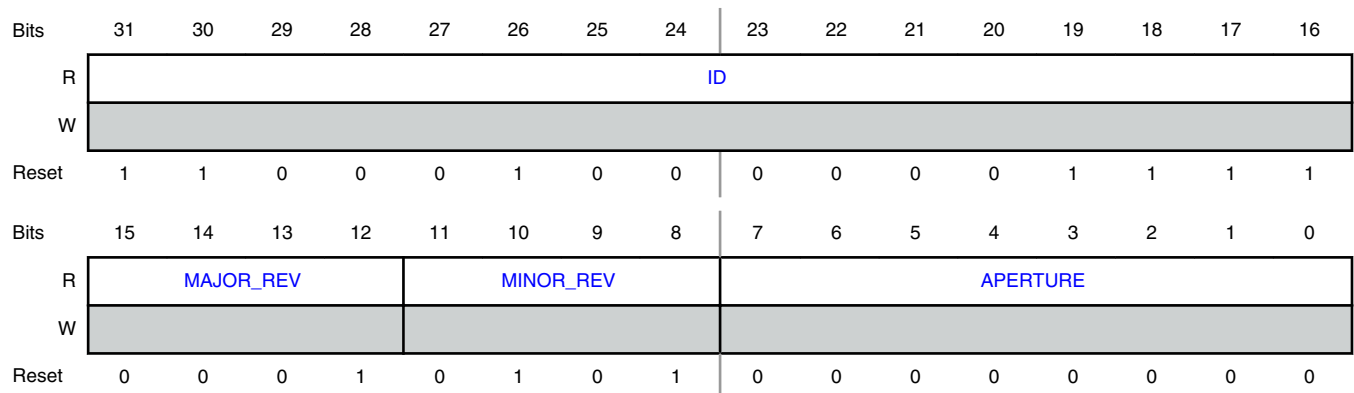 Bits 31 30 29 28 27 26 25 24 23 22 21 20 19 18 17 16
R ID
W
Reset 1 1 0 0 0 1 0 0 0 0 0 0 1 1 1 1
Bits 15 14 13 12 11 10 9 8 7 6 5 4 3 2 1 0
R MAJOR_REV MINOR_REV APERTURE
W
Reset 0 0 0 1 0 1 0 1 0 0 0 0 0 0 0 0